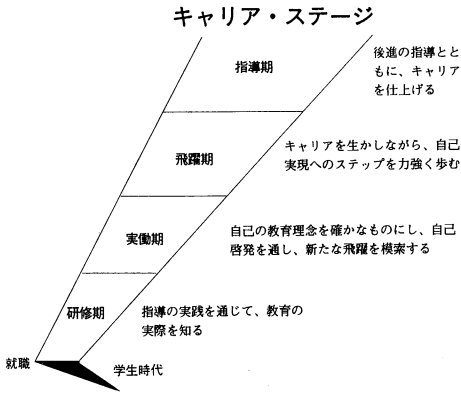 キャリア・ステージ
指導期
後進の指導とと
もに、キャリア
を仕上げる
飛躍期
キャリアを生かしながら、自己
実現へのステップを力強く歩む
実働期
自己の教育理念を確かなものにし、自己
啓発を通し、新たな飛躍を模索する
研修期
指導の実践を通じて、教育の
実際を知る
就職
学生時代